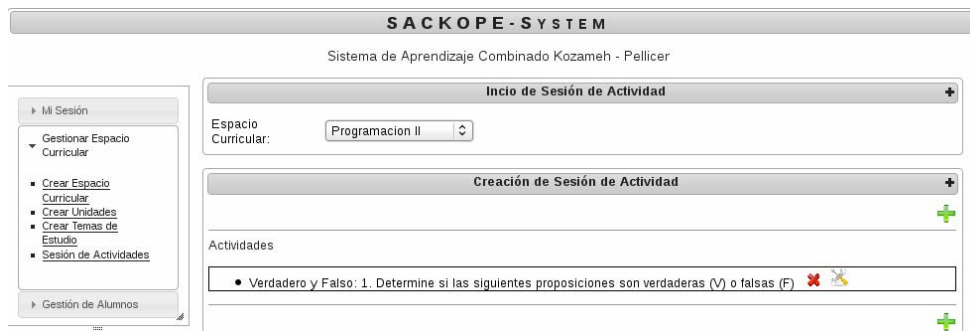 SACKOPE-SYSTEM
Sistema de Aprendizaje Combinado Kozameh - Pellicer
Mi Sesión
Gestionar Espacio
Curricular
Crear Espacio
Curricular
Crear Unidades
Crear Temas de
Estudio
Sesión de Actividades
Gestión de Alumnos
Incio de Sesión de Actividad
Espacio
Curricular:
Programacion II
Creación de Sesión de Actividad
Actividades
Verdadero y Falso: 1. Determine si las siguientes proposiciones son verdaderas (V) o falsas (F)